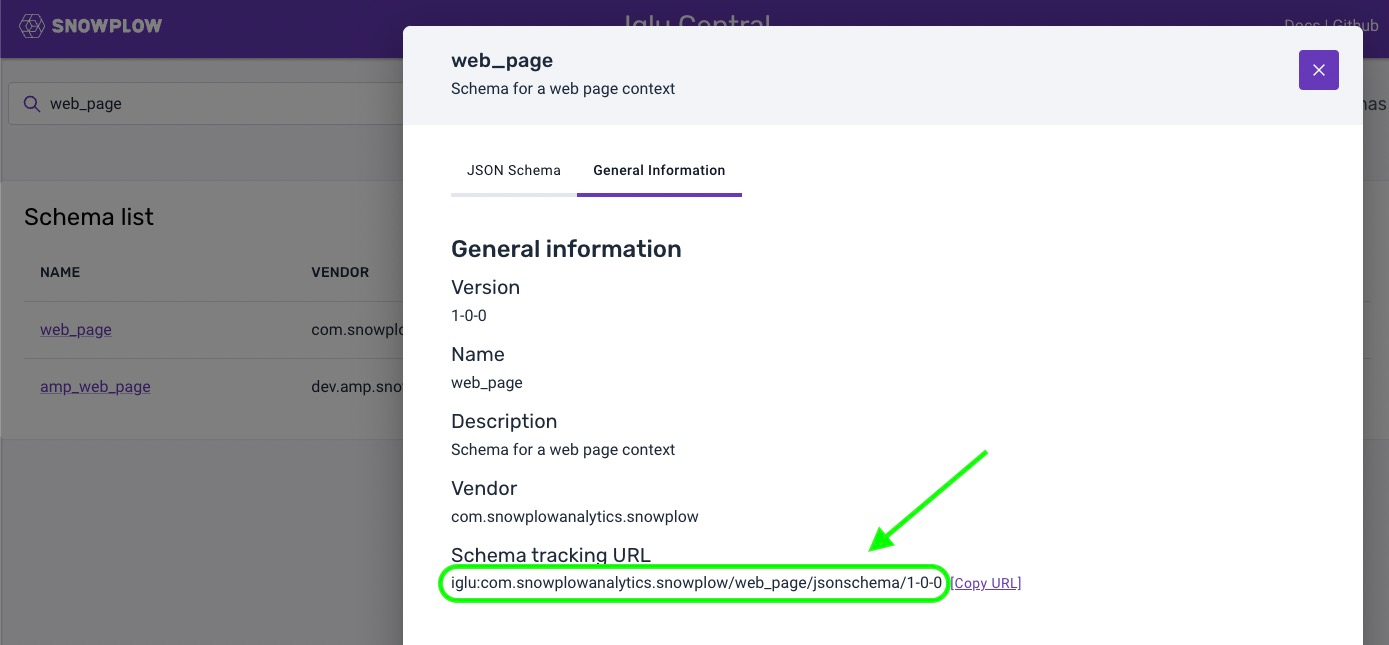 SNOWPLOW
Iglu Central
Docs | Github
web_page
Schema for a web page context
web_page
JSON Schema
General Information
Schema list
General information
NAME
VENDOR
Version
1-0-0
web_page
com.snowplo
Name
web_page
amp_web_page
dev.amp.sno
Description
Schema for a web page context
Vendor
com.snowplowanalytics.snowplow
Schema tracking URL
iglu:com.snowplowanalytics.snowplow/web_page/jsonschema/1-0-0 [Copy URL]